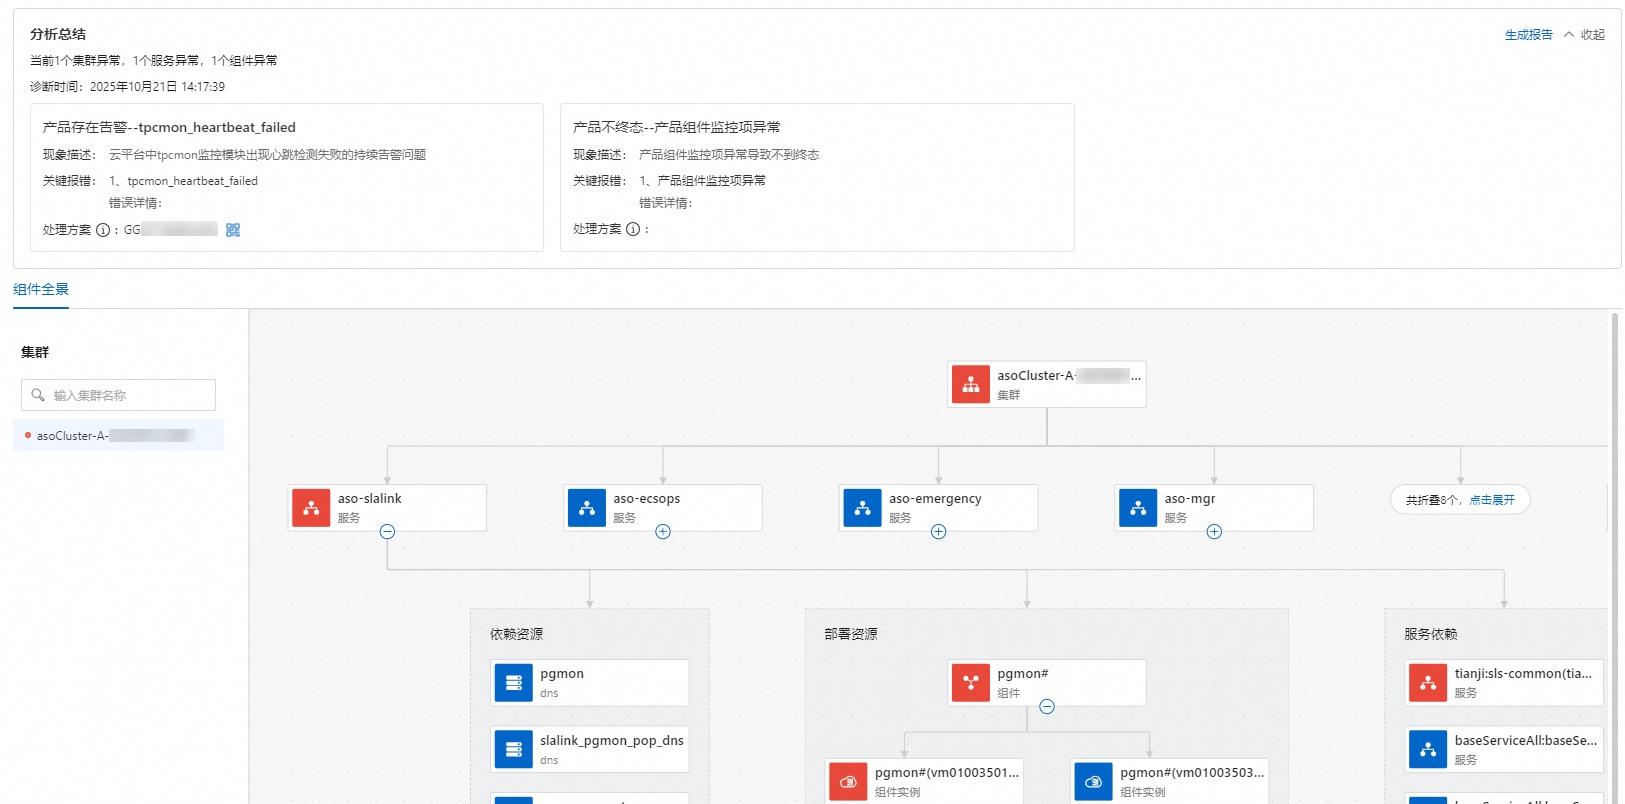 分析总结
生成报告 收起
当前1个集群异常，1个服务异常，1个组件异常
诊断时间：2025年10月21日 14:17:39
产品存在告警--tpcmon_heartbeat_failed
现象描述： 云平台中tpcmon监控模块出现心跳检测失败的持续告警问题
关键报错： 1、tpcmon_heartbeat_failed
错误详情：
处理方案 ：GG
产品不终态--产品组件监控项异常
现象描述： 产品组件监控项异常导致不到终态
关键报错： 1、产品组件监控项异常
错误详情：
处理方案 ：
组件全景
集群
输入集群名称
asoCluster-A-
asoCluster-A- ...
集群
aso-slalink
服务
aso-ecsops
服务
aso-emergency
服务
aso-mgr
服务
共折叠8个，点击展开
依赖资源
pgmon
dns
slalink_pgmon_pop_dns
dns
部署资源
pgmon#
组件
pgmon#(vm01003501...
组件实例
pgmon#(vm01003503...
组件实例
服务依赖
tianji:sls-common(tia...
服务
baseServiceAll:baseSe...
服务